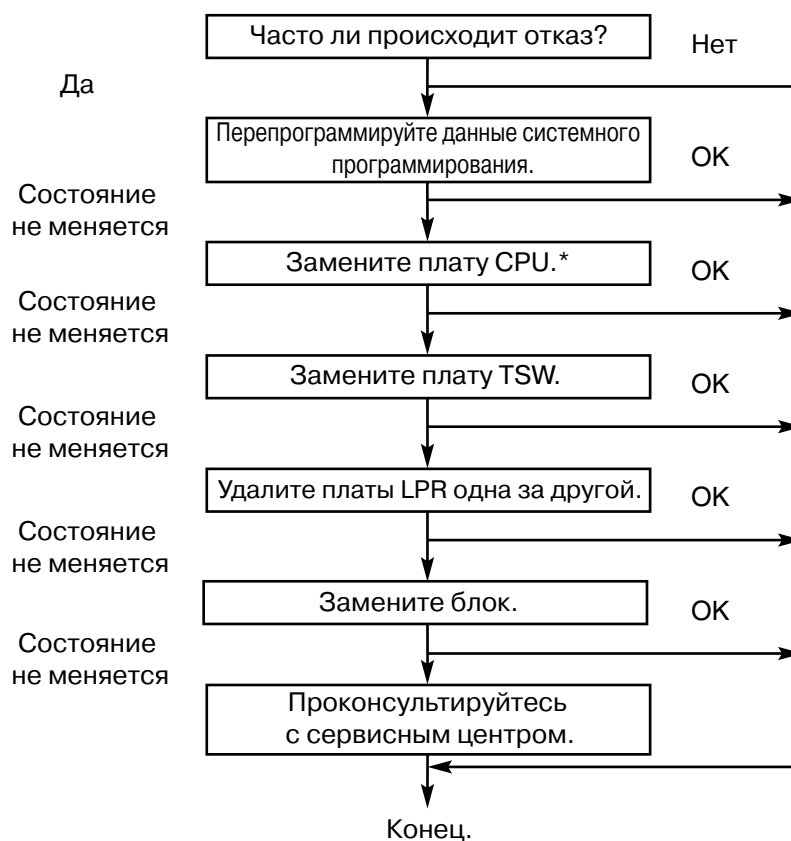 Часто ли происходит отказ?
Нет
Да
Перепрограммируйте данные системного
программирования.
OK
Состояние
не меняется
Замените плату CPU.*
OK
Состояние
не меняется
Замените плату TSW.
OK
Состояние
не меняется
Удалите платы LPR одна за другой.
OK
Состояние
не меняется
Замените блок.
OK
Состояние
не меняется
Проконсультируйтесь
с сервисным центром.
Конец.